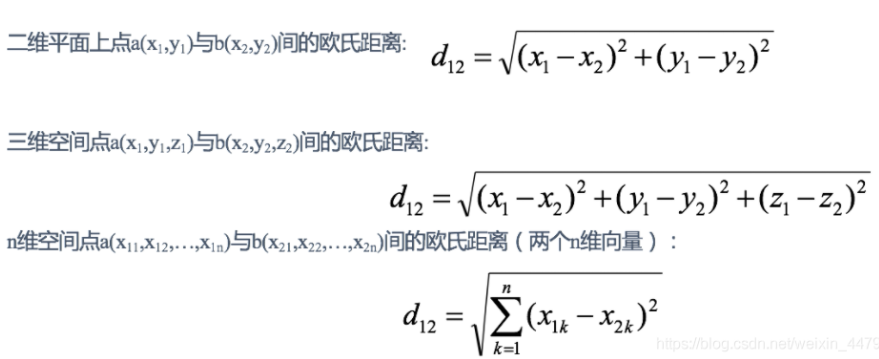 二维平面上点a(x₁,y₁)与b(x₂,y₂)间的欧氏距离: d₁₂ = √((x₁ − x₂)² + (y₁ − y₂)²)
三维空间点a(x₁,y₁,z₁)与b(x₂,y₂,z₂)间的欧氏距离:
d₁₂ = √((x₁ − x₂)² + (y₁ − y₂)² + (z₁ − z₂)²)
n维空间点a(x₁₁,x₁₂,…,x₁ₙ)与b(x₂₁,x₂₂,…,x₂ₙ)间的欧氏距离（两个n维向量）:
d₁₂ = √(∑ₖ₌₁ⁿ (x₁ₖ − x₂ₖ)²)
https://blog.csdn.net/weixin_4479